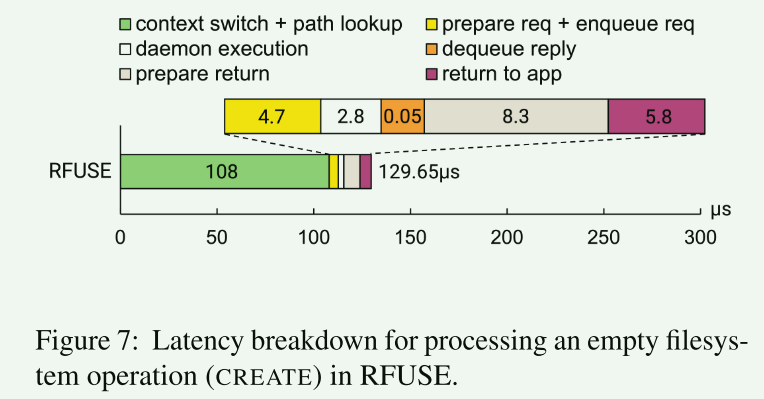 context switch + path lookup
prepare req + enqueue req
daemon execution
dequeue reply
prepare return
return to app
4.7 2.8 0.05 8.3 5.8
RFUSE 108 129.65µs
µs
0 50 100 150 200 250 300
Figure 7: Latency breakdown for processing an empty filesys-
tem operation (CREATE) in RFUSE.